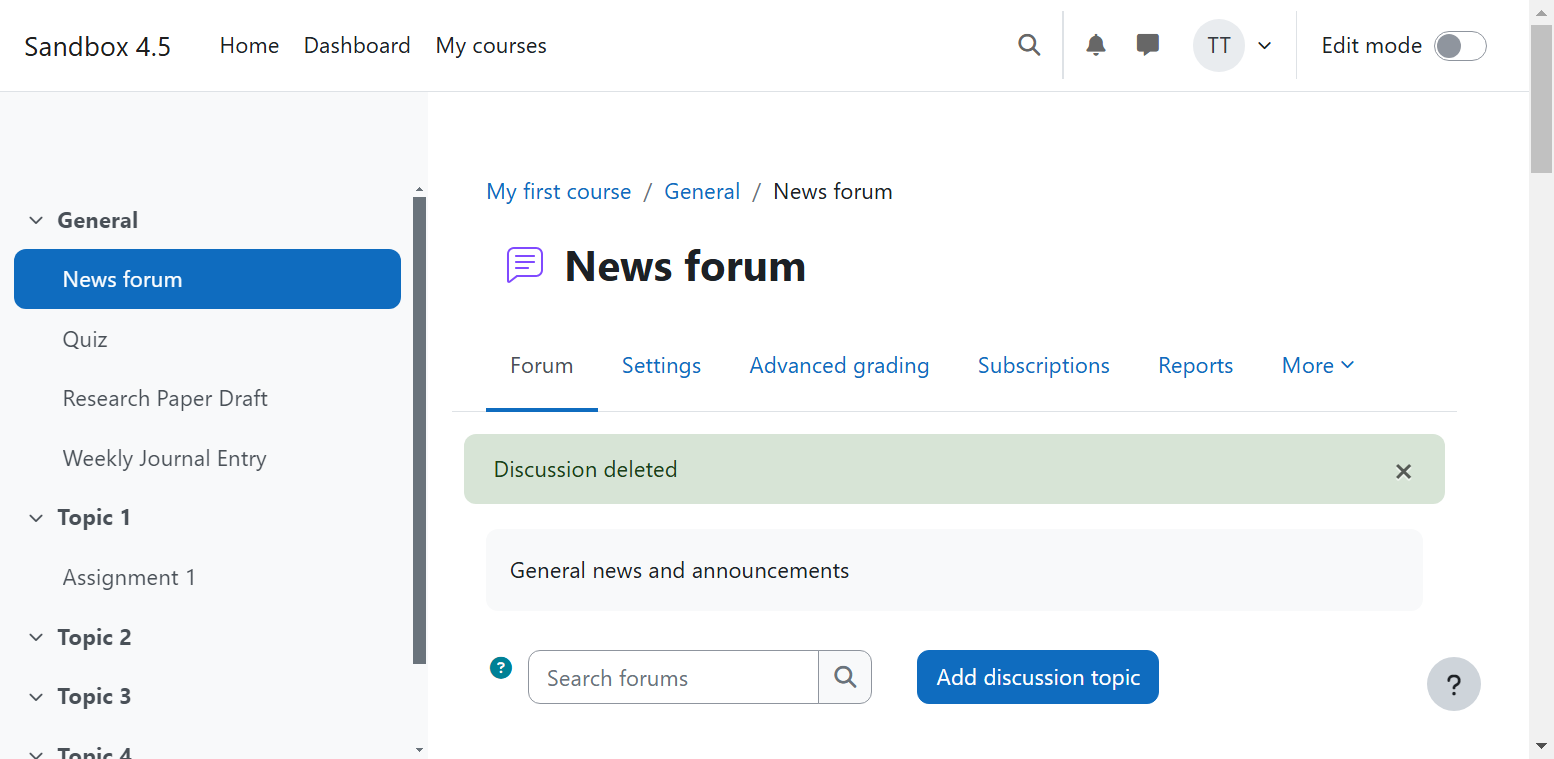 Sandbox 4.5 Home Dashboard My courses TT Edit mode
General
News forum
Quiz
Research Paper Draft
Weekly Journal Entry
Topic 1
Assignment 1
Topic 2
Topic 3
Topic 4
My first course / General / News forum
News forum
Forum Settings Advanced grading Subscriptions Reports More
Discussion deleted ×
General news and announcements
? Search forums Add discussion topic
?